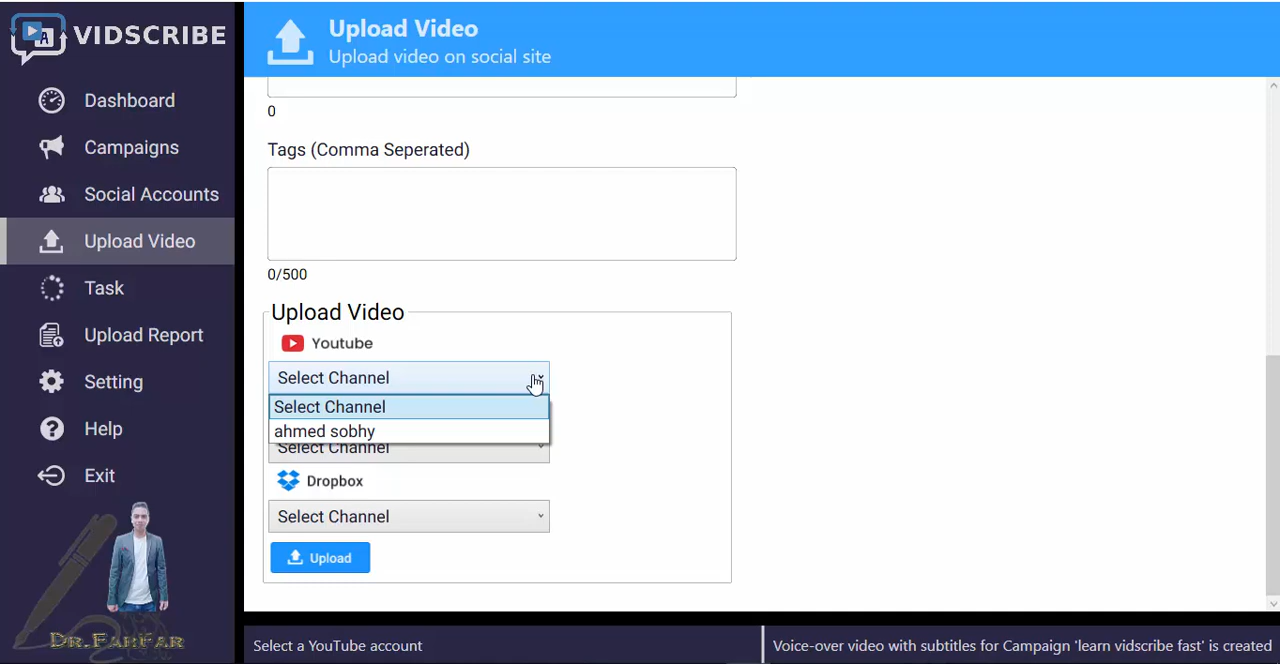 VIDSCRIBE
A
Dashboard
Campaigns
Social Accounts
Upload Video
Task
Upload Report
Setting
Help
Exit
DR.FARFAR
Upload Video
Upload video on social site
0
Tags (Comma Seperated)
0/500
Upload Video
Youtube
Select Channel
Select Channel
ahmed sobhy
Select Channel
Dropbox
Select Channel
Upload
Select a YouTube account
Voice-over video with subtitles for Campaign 'learn vidscribe fast' is created